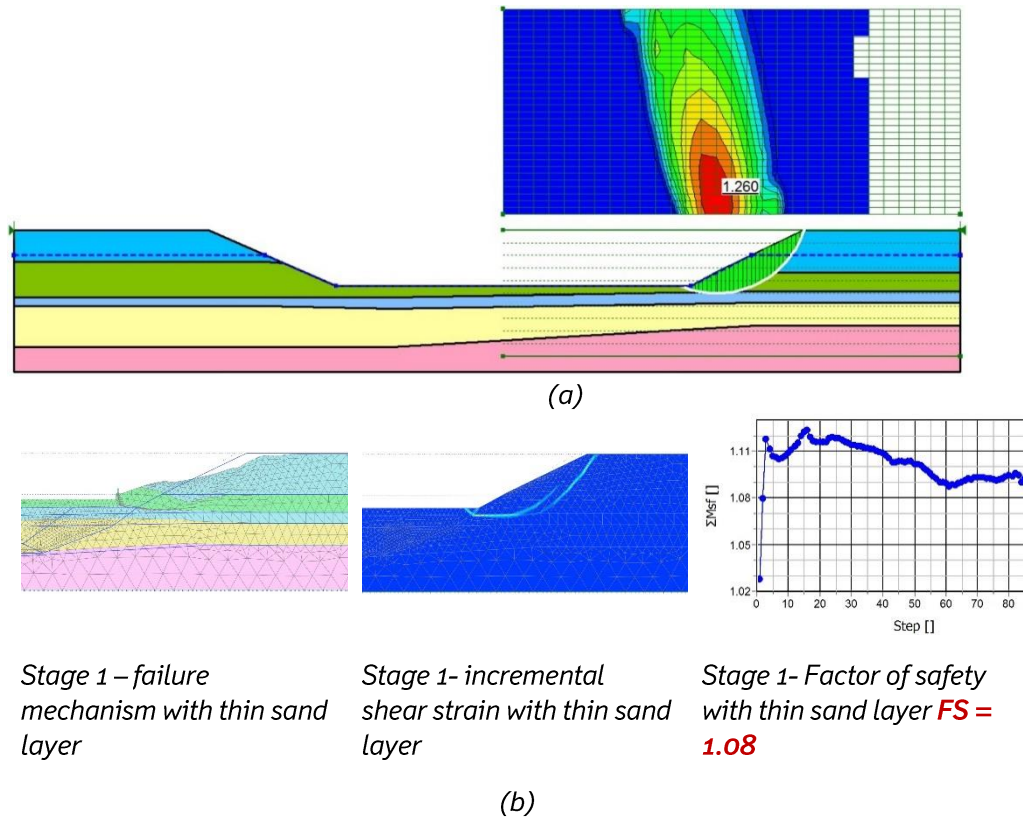 1.260
(a)
1.11
1.08
1.05
1.02
ΣMsf []
0 10 20 30 40 50 60 70 80
Step []
Stage 1 – failure
mechanism with thin sand
layer
Stage 1- incremental
shear strain with thin sand
layer
Stage 1- Factor of safety
with thin sand layer FS =
1.08
(b)